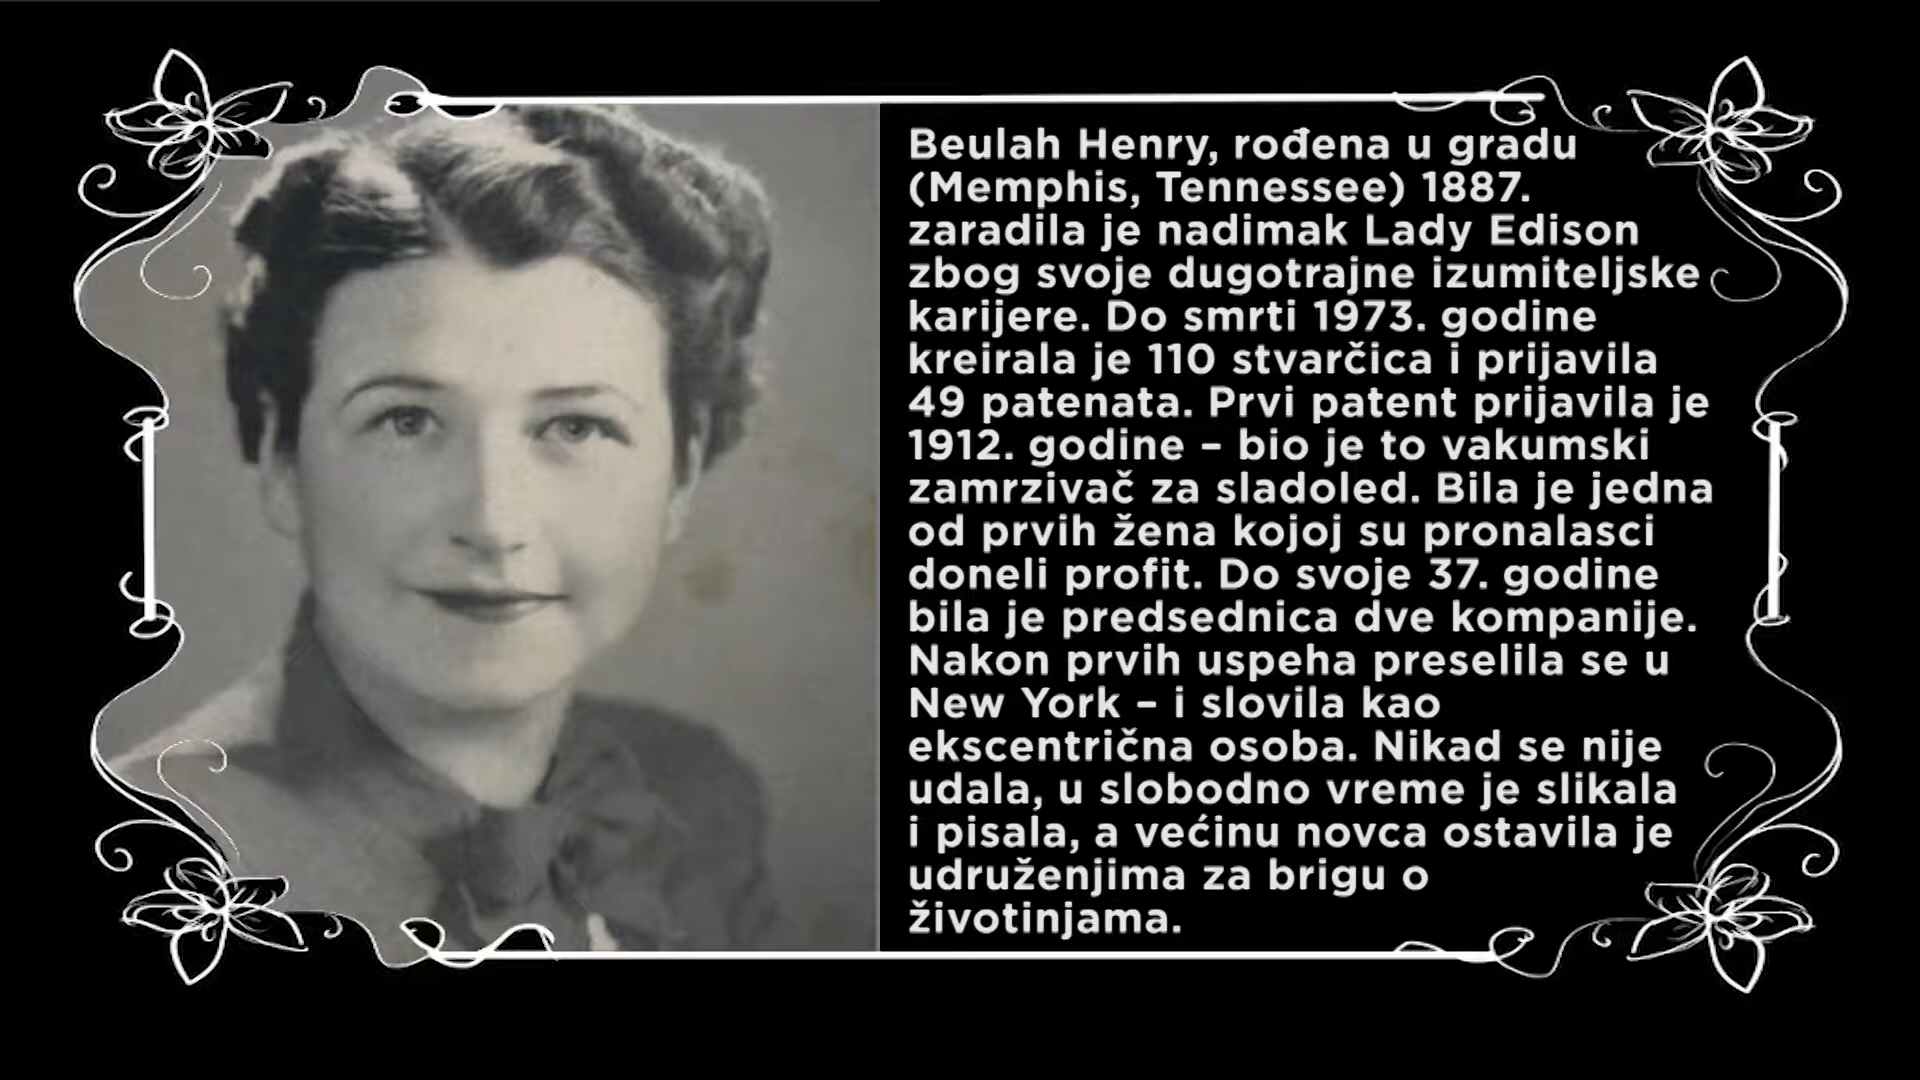 Beulah Henry, rođena u gradu
(Memphis, Tennessee) 1887.
zaradila je nadimak Lady Edison
zbog svoje dugotrajne izumiteljske
karijere. Do smrti 1973. godine
kreirala je 110 stvarčica i prijavila
49 patenata. Prvi patent prijavila je
1912. godine – bio je to vakumski
zamrzivač za sladoled. Bila je jedna
od prvih žena kojoj su pronalasci
doneli profit. Do svoje 37. godine
bila je predsednica dve kompanije.
Nakon prvih uspeha preselila se u
New York – i slovila kao
ekscentrična osoba. Nikad se nije
udala, u slobodno vreme je slikala
i pisala, a većinu novca ostavila je
udruženjima za brigu o
životinjama.